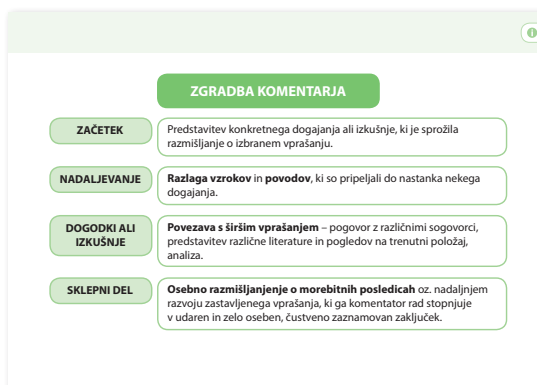 ZGRADBA KOMENTARJA
ZAČETEK
Predstavitev konkretnega dogajanja ali izkušnje, ki je sprožila
razmišljanje o izbranem vprašanju.
NADALJEVANJE
Razlaga vzrokov in povodov, ki so pripeljali do nastanka nekega
dogajanja.
DOGODKI ALI
IZKUŠNJE
Povezava s širšim vprašanjem – pogovor z različnimi sogovorci,
predstavitev različne literature in pogledov na trenutni položaj,
analiza.
SKLEPNI DEL
Osebno razmišljanjenje o morebitnih posledicah oz. nadaljnjem
razvoju zastavljenega vprašanja, ki ga komentator rad stopnjuje
v udaren in zelo oseben, čustveno zaznamovan zaključek.